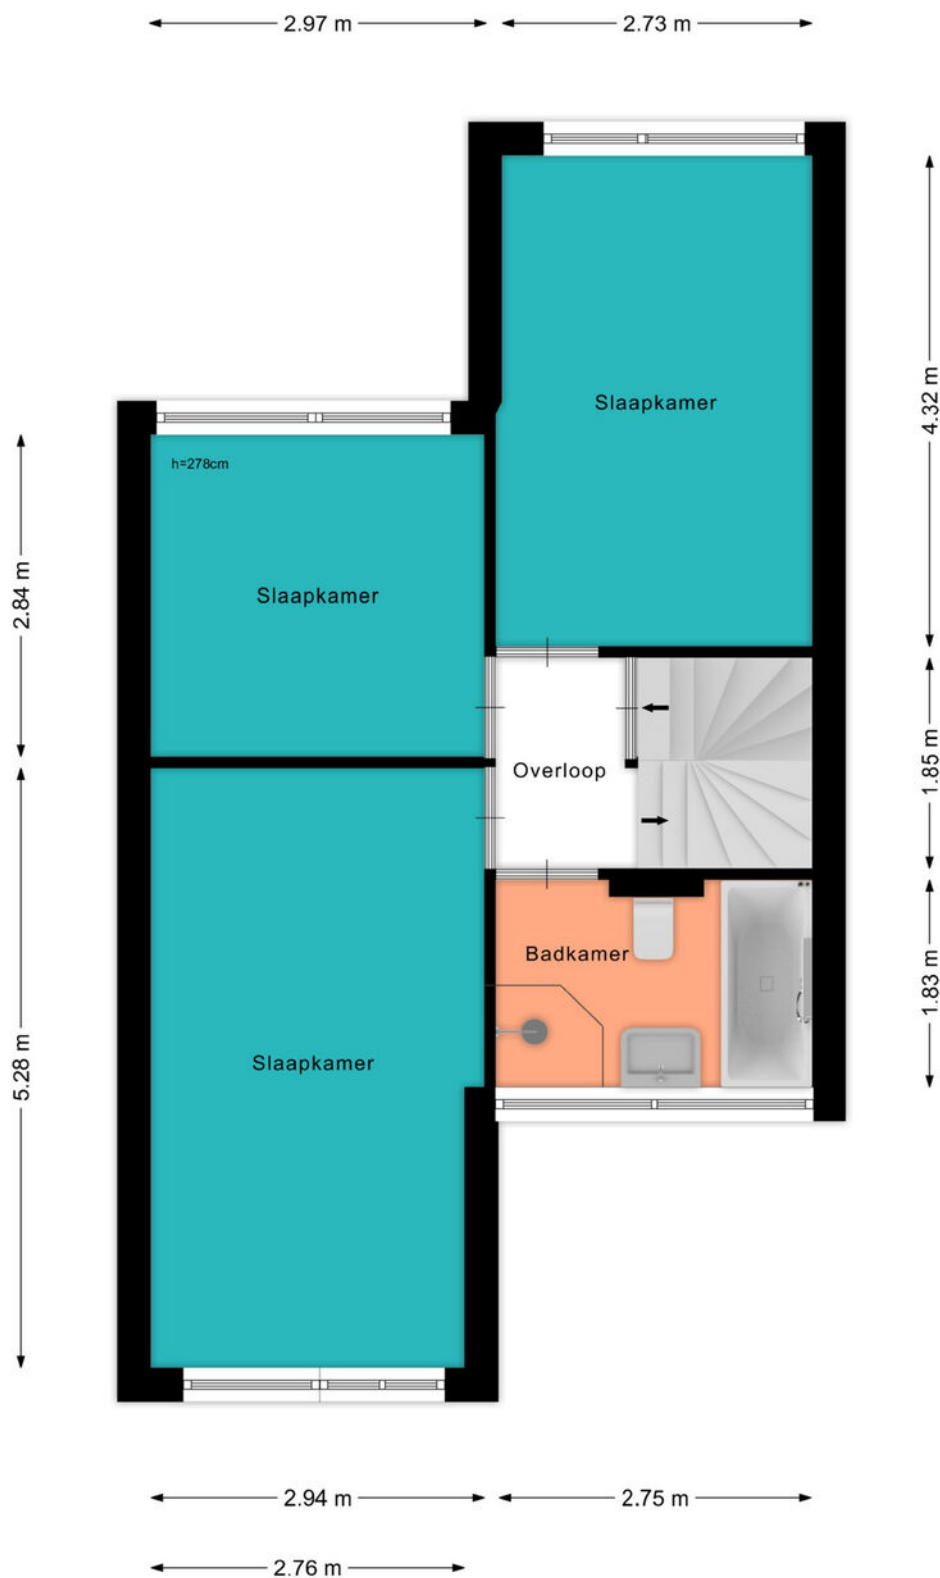 2.97 m
2.73 m
4.32 m
Slaapkamer
h=278cm
2.84 m
Slaapkamer
1.85 m
Overloop
Badkamer
1.83 m
5.28 m
Slaapkamer
2.94 m
2.75 m
2.76 m